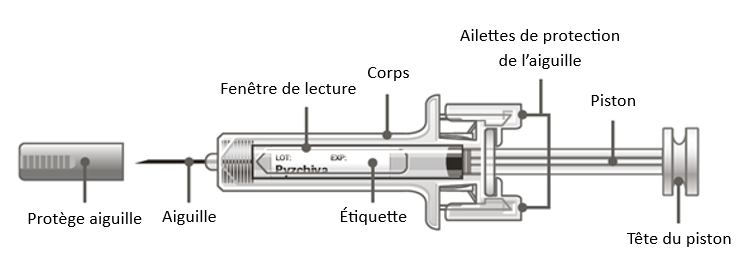 Ailettes de protection
de l’aiguille
Corps
Fenêtre de lecture
Piston
LOT: EXP:
Pyzchiva
Protège aiguille
Aiguille
Étiquette
Tête du piston